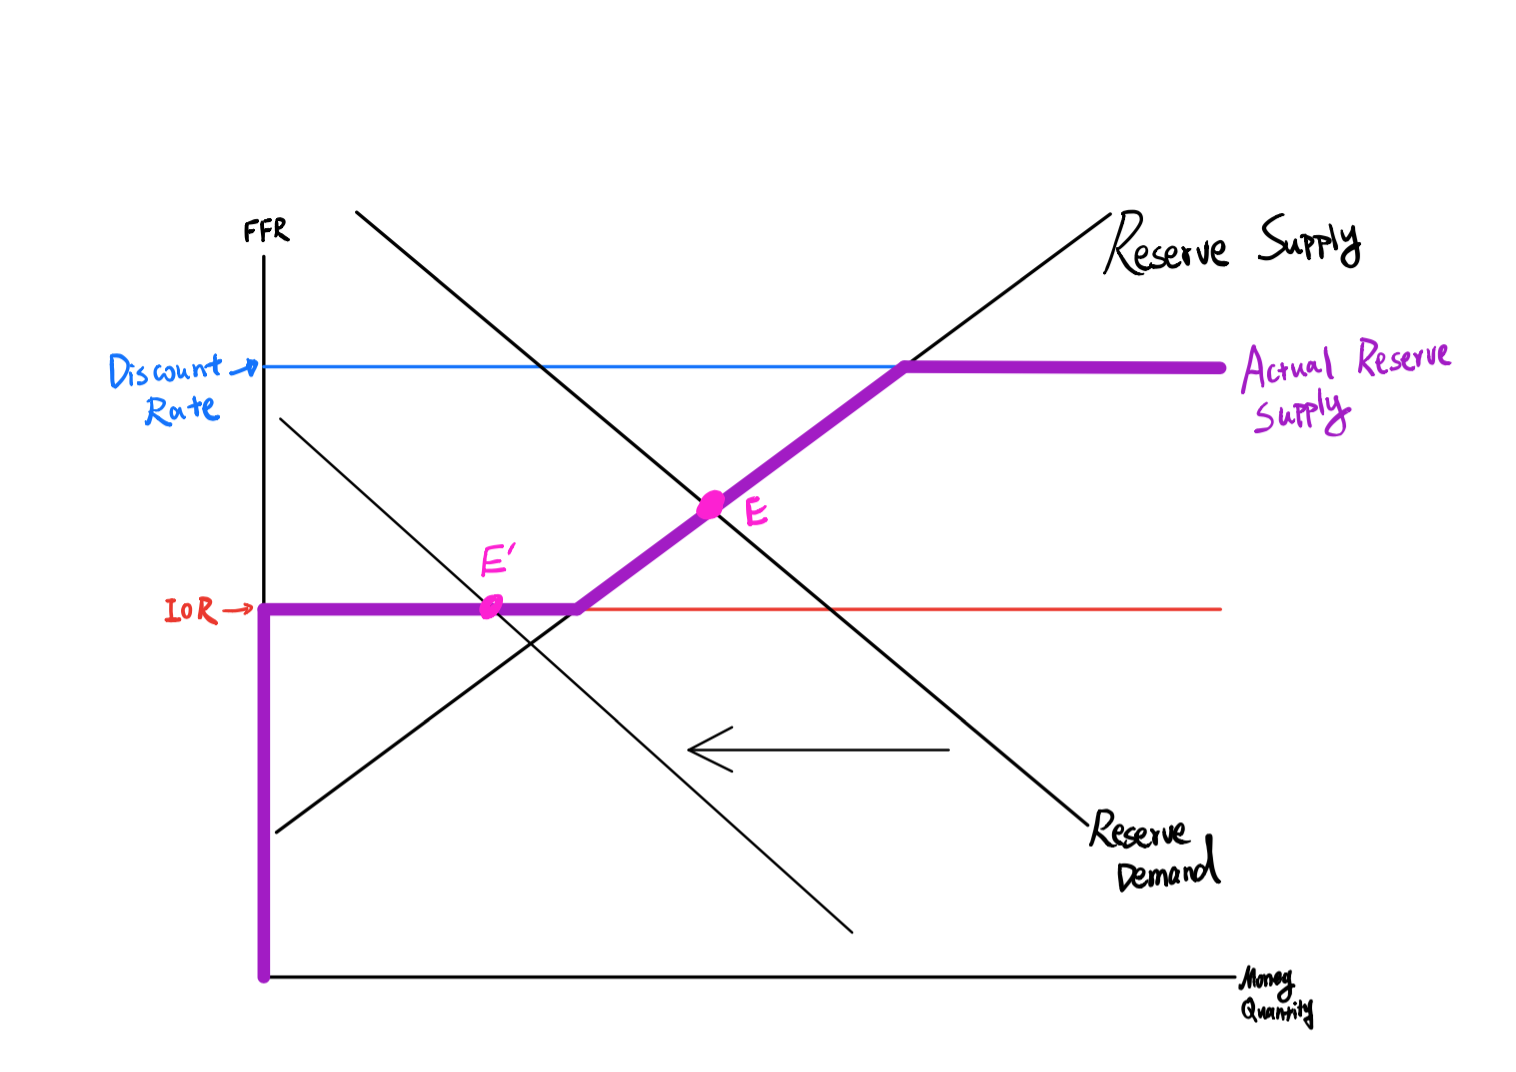 FFR
Reserve Supply
Discount
Rate
Actual Reserve
Supply
E
E'
IoR
Reserve
Demand
Money
Quantity